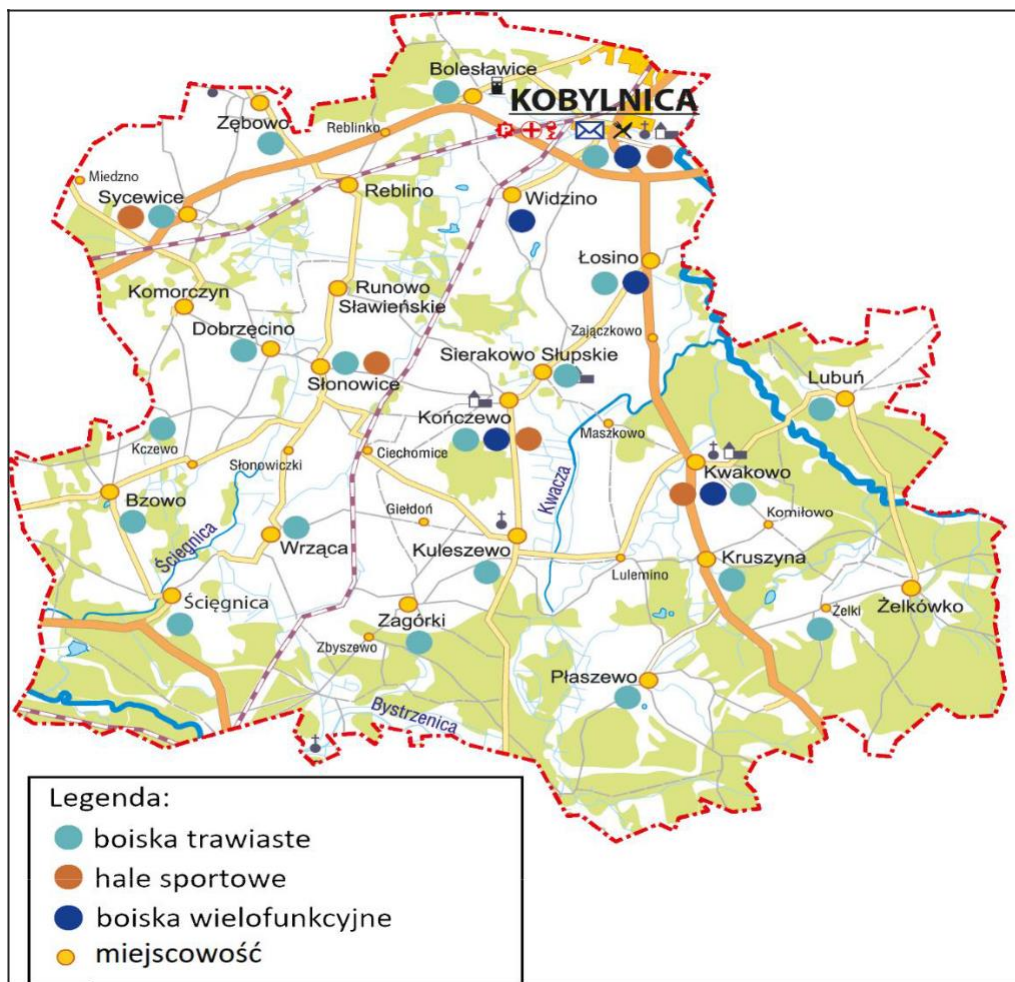 Bolesławice
KOBYLNICA
Zębowo
Reblinko
Miedzno
Sycewice
Reblino
Widzino
Łosino
Komorczyn
Runowo
Sławieńskie
Dobrzęcino
Zajączkowo
Sierakowo Słupskie
Słonowice
Lubuń
Kończewo
Maszkowo
Kczewo
Słonowiczki
Ciechomice
Kwakowo
Bzowo
Kwacza
Giełdoń
Komiłowo
Ściegnica
Wrząca
Kuleszewo
Lulemino
Kruszyna
Ścięgnica
Zagórki
Żelki
Żelkówko
Zbyszewo
Płaszewo
Bystrzenica
Legenda:
boiska trawiaste
hale sportowe
boiska wielofunkcyjne
miejscowość